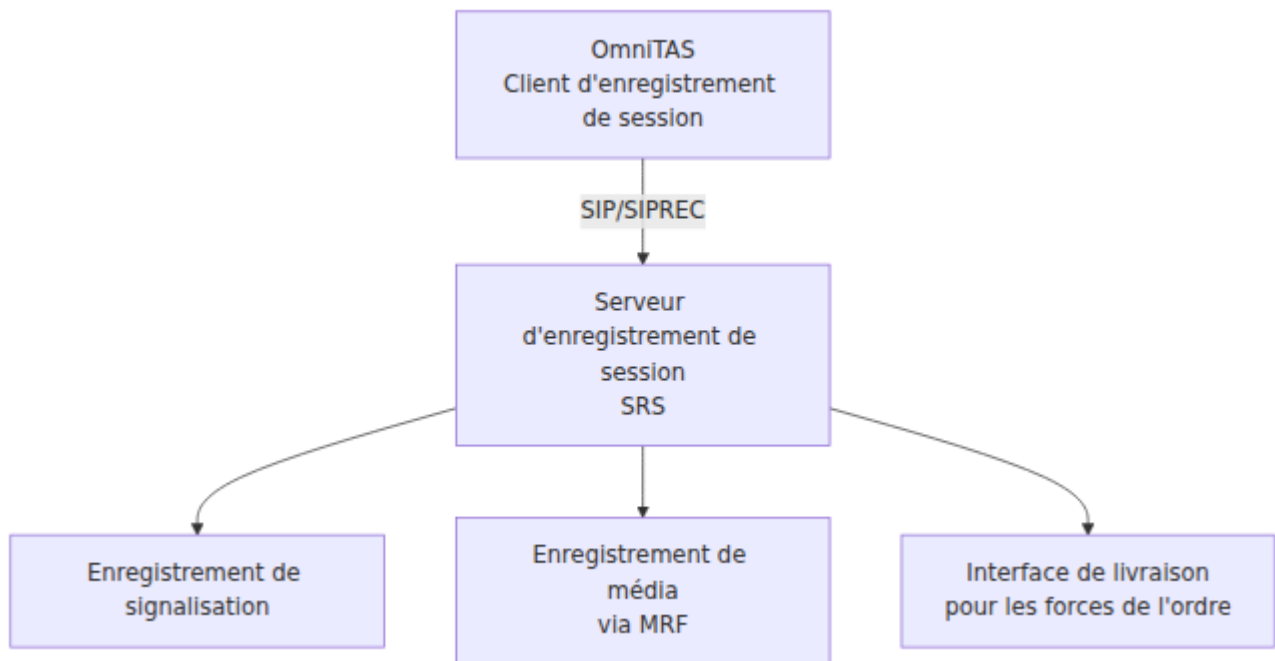 OmniTAS
Client d'enregistrement
de session
SIP/SIPREC
Serveur
d'enregistrement de
session
SRS
Enregistrement de
signalisation
Enregistrement de
média
via MRF
Interface de livraison
pour les forces de l'ordre